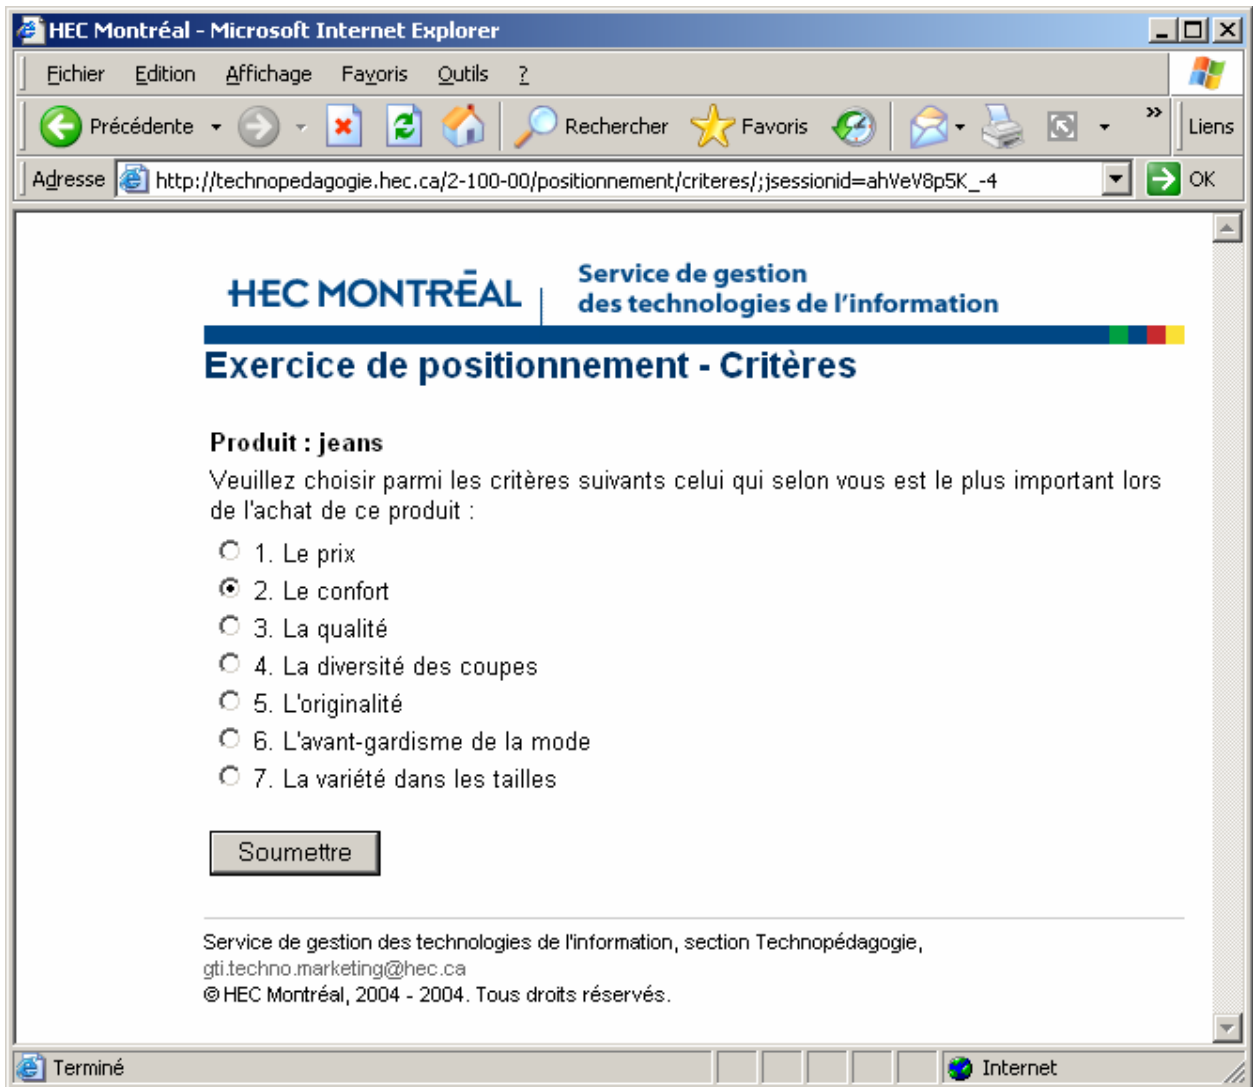 HEC Montréal - Microsoft Internet Explorer
Fichier Edition Affichage Favoris Outils ?
Précédente Rechercher Favoris » Liens
Adresse http://technopedagogie.hec.ca/2-100-00/positionnement/criteres/;jsessionid=ahVeV8p5K_-4 OK
HEC MONTRĒAL
Service de gestion
des technologies de l'information
Exercice de positionnement - Critères
Produit : jeans
Veuillez choisir parmi les critères suivants celui qui selon vous est le plus important lors
de l'achat de ce produit :
1. Le prix
2. Le confort
3. La qualité
4. La diversité des coupes
5. L'originalité
6. L'avant-gardisme de la mode
7. La variété dans les tailles
Soumettre
Service de gestion des technologies de l'information, section Technopédagogie,
gti.techno.marketing@hec.ca
© HEC Montréal, 2004 - 2004. Tous droits réservés.
Terminé Internet